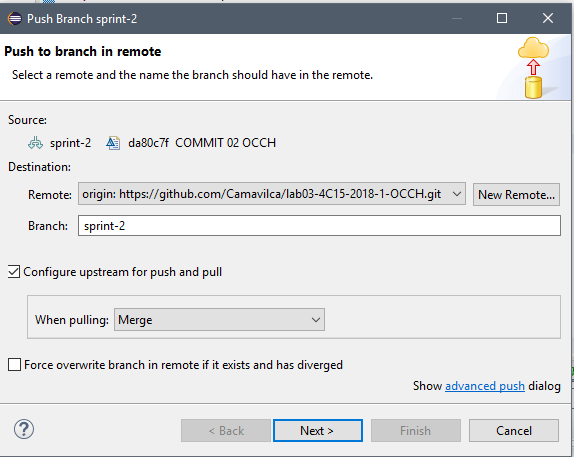 Push Branch sprint-2
Push to branch in remote
Select a remote and the name the branch should have in the remote.
Source:
sprint-2 da80c7f COMMIT 02 OCCH
Destination:
Remote: origin: https://github.com/Camavilca/lab03-4C15-2018-1-OCCH.git New Remote...
Branch: sprint-2
Configure upstream for push and pull
When pulling: Merge
Force overwrite branch in remote if it exists and has diverged
Show advanced push dialog
? < Back Next > Finish Cancel